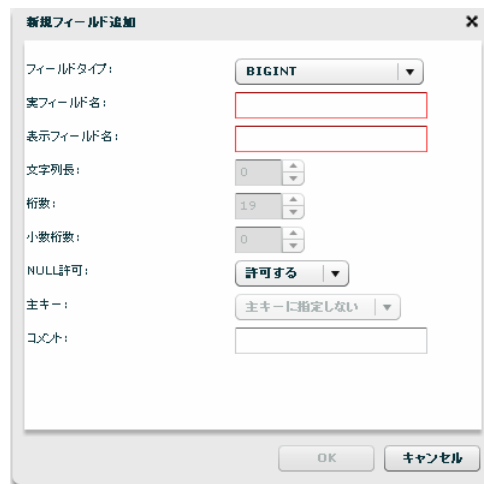 新規フィールド追加
フィールドタイプ: BIGINT
実フィールド名:
表示フィールド名:
文字列長: 0
桁数: 19
小数桁数: 0
NULL許可: 許可する
主キー: 主キーに指定しない
コメント:
OK キャンセル